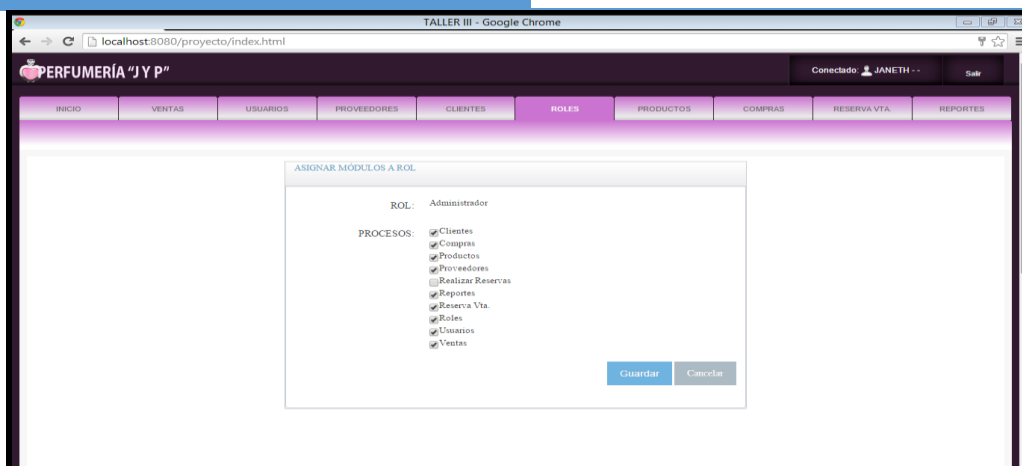 TALLER III - Google Chrome
localhost:8080/proyecto/index.html
PERFUMERÍA "J Y P"
Conectado: JANETH - -
Salir
INICIO VENTAS USUARIOS PROVEEDORES CLIENTES ROLES PRODUCTOS COMPRAS RESERVA VTA. REPORTES
ASIGNAR MÓDULOS A ROL
ROL: Administrador
PROCESOS: Clientes
Compras
Productos
Proveedores
Realizar Reservas
Reportes
Reserva Vta.
Roles
Usuarios
Ventas
Guardar Cancelar